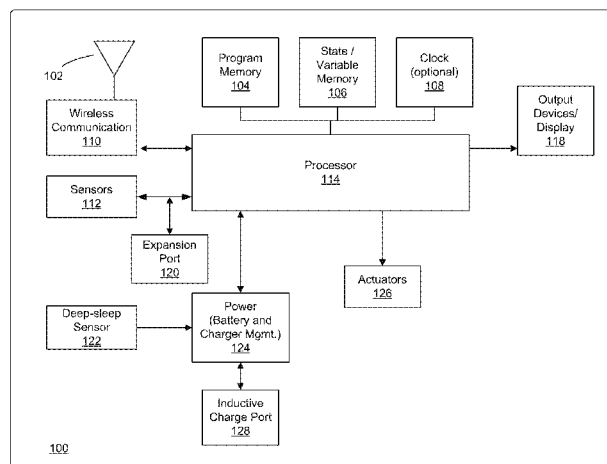 102
Program
Memory
104
State /
Variable
Memory
106
Clock
(optional)
108
Wireless
Communication
110
Output
Devices/
Display
118
Processor
114
Sensors
112
Expansion
Port
120
Actuators
126
Deep-sleep
Sensor
122
Power
(Battery and
Charger Mgmt.)
124
Inductive
Charge Port
128
100